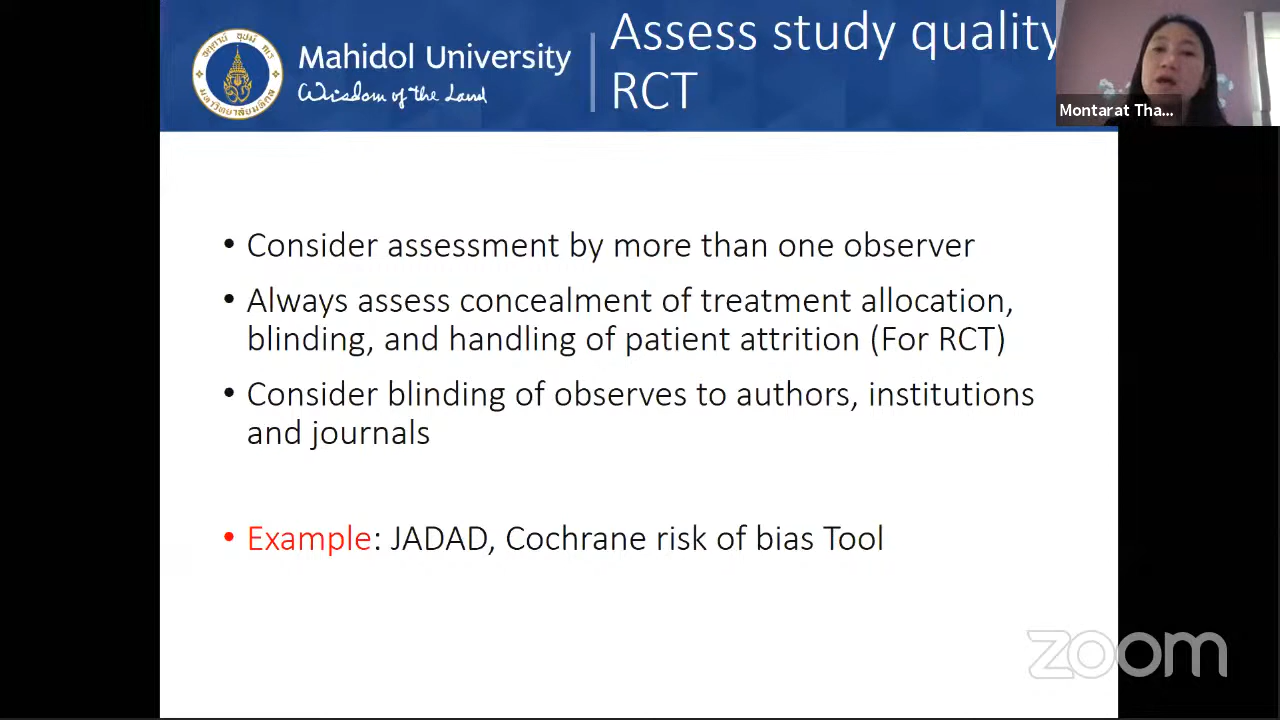 Assess study quality
RCT
Mahidol University
Wisdom of the Land
Montarat Tha...
• Consider assessment by more than one observer
• Always assess concealment of treatment allocation,
blinding, and handling of patient attrition (For RCT)
• Consider blinding of observes to authors, institutions
and journals
• Example: JADAD, Cochrane risk of bias Tool
zoom